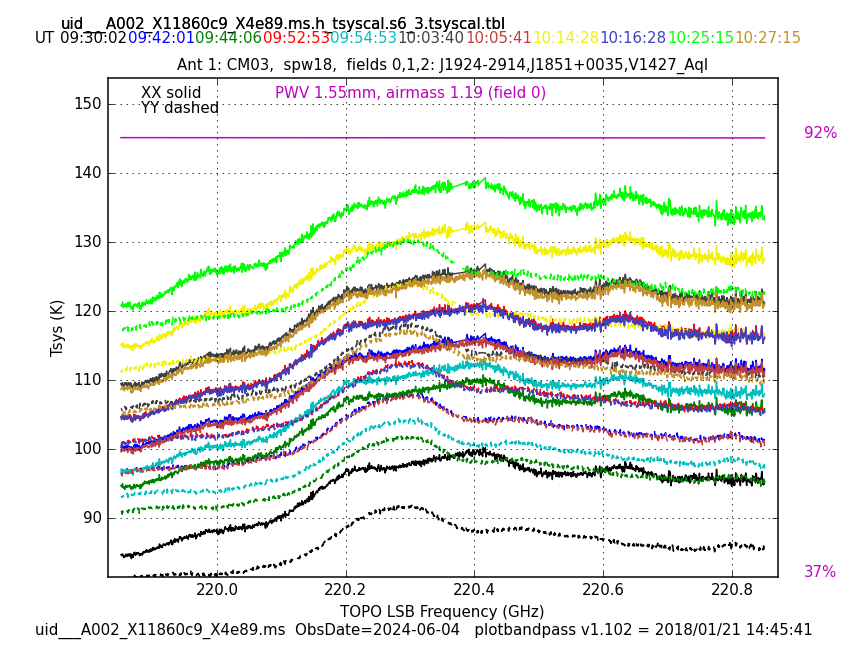 uid___A002_X11860c9_X4e89.ms.h_tsyscal.s6_3.tsyscal.tbl
UT 09:30:02 09:42:01 09:44:06 09:52:53 09:54:53 10:03:40 10:05:41 10:14:28 10:16:28 10:25:15 10:27:15
Ant 1: CM03,  spw18,  fields 0,1,2: J1924-2914,J1851+0035,V1427_Aql
XX solid
PWV 1.55mm, airmass 1.19 (field 0)
YY dashed
150
92%
140
130
120
110
100
90
37%
Tsys (K)
220.0 220.2 220.4 220.6 220.8
TOPO LSB Frequency (GHz)
uid___A002_X11860c9_X4e89.ms  ObsDate=2024-06-04   plotbandpass v1.102 = 2018/01/21 14:45:41